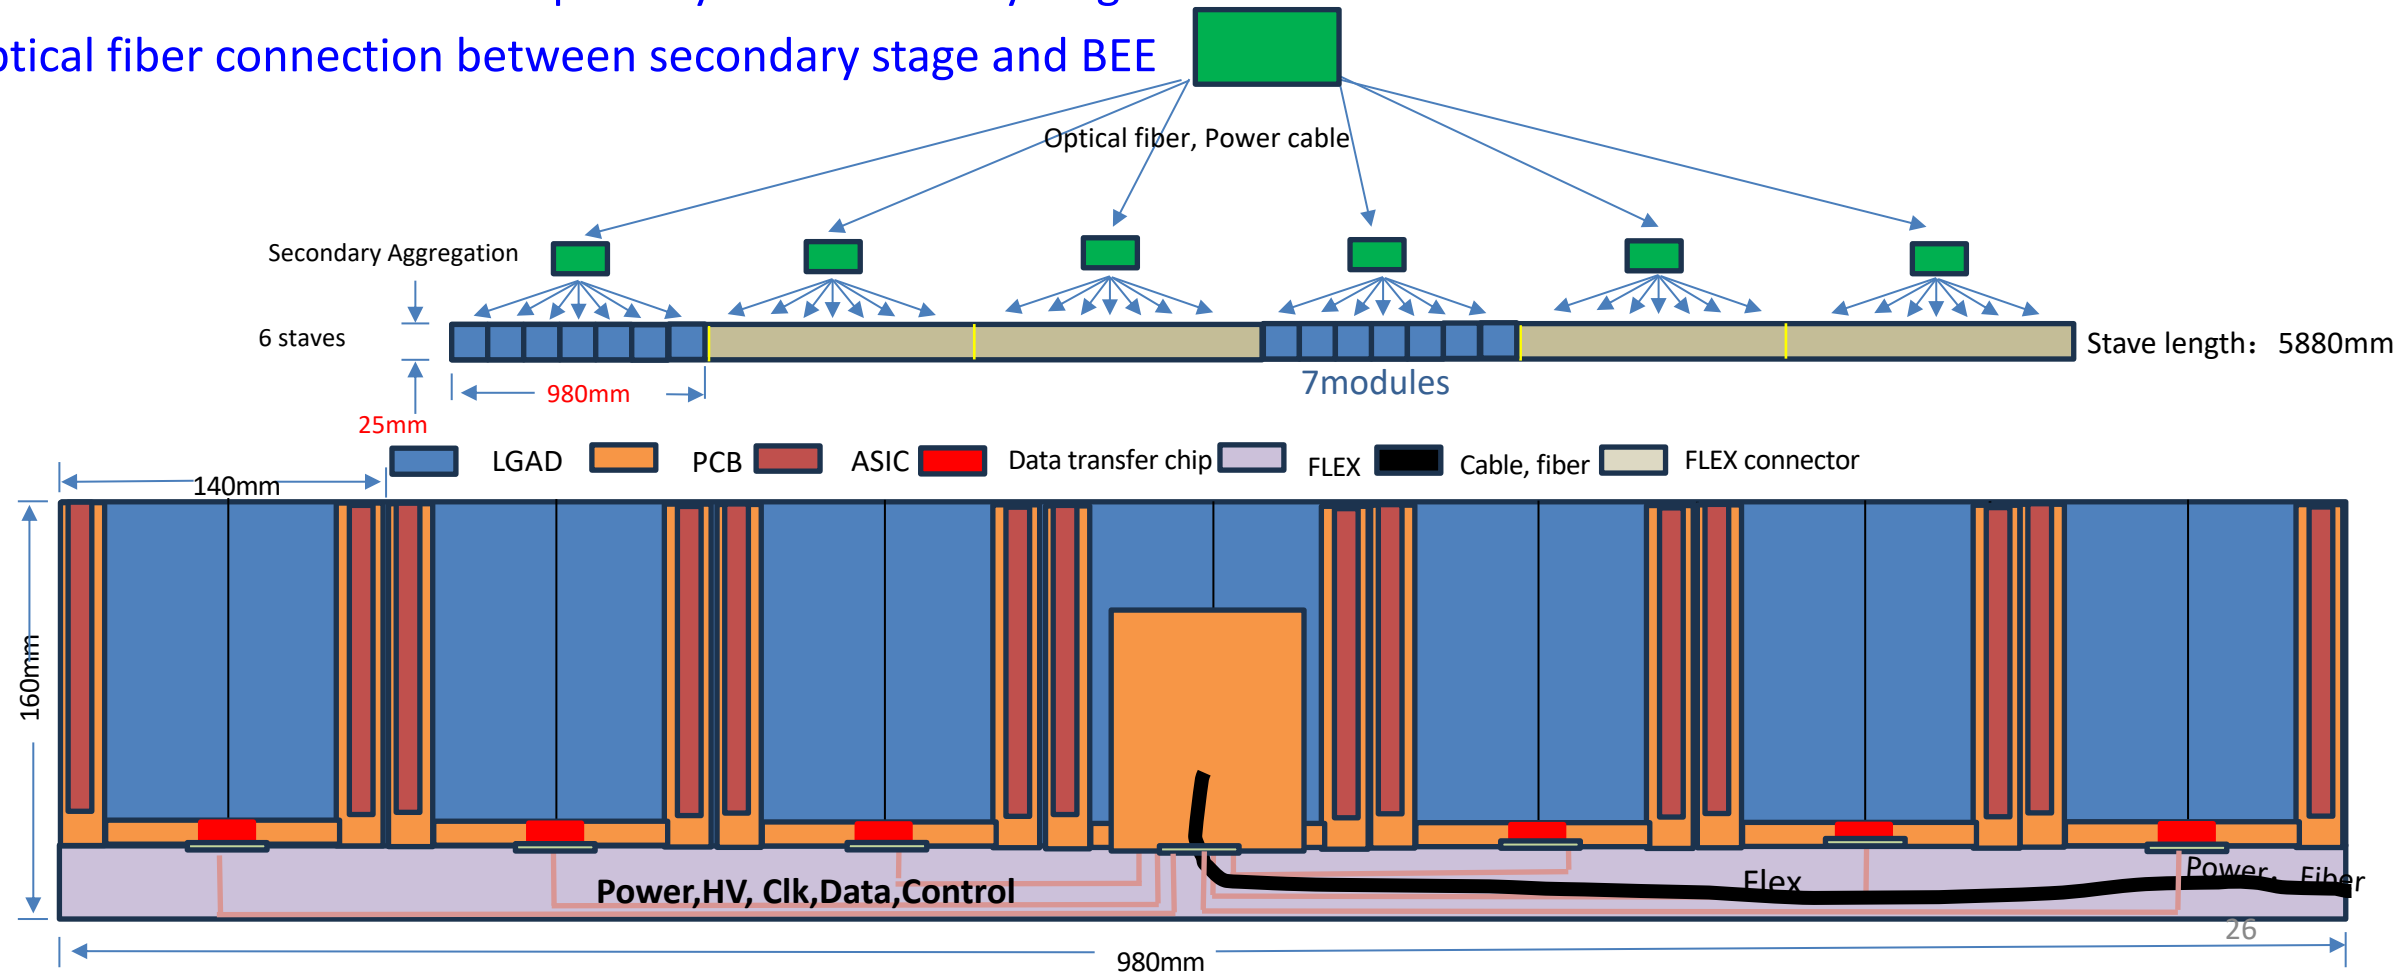 ptical fiber connection between secondary stage and BEE
Optical fiber, Power cable
Secondary Aggregation
6 staves
Stave length：5880mm
980mm
7modules
25mm
LGAD
PCB
ASIC
Data transfer chip
FLEX
Cable, fiber
FLEX connector
140mm
160mm
Power,HV, Clk,Data,Control
Flex
Power，Fiber
26
980mm